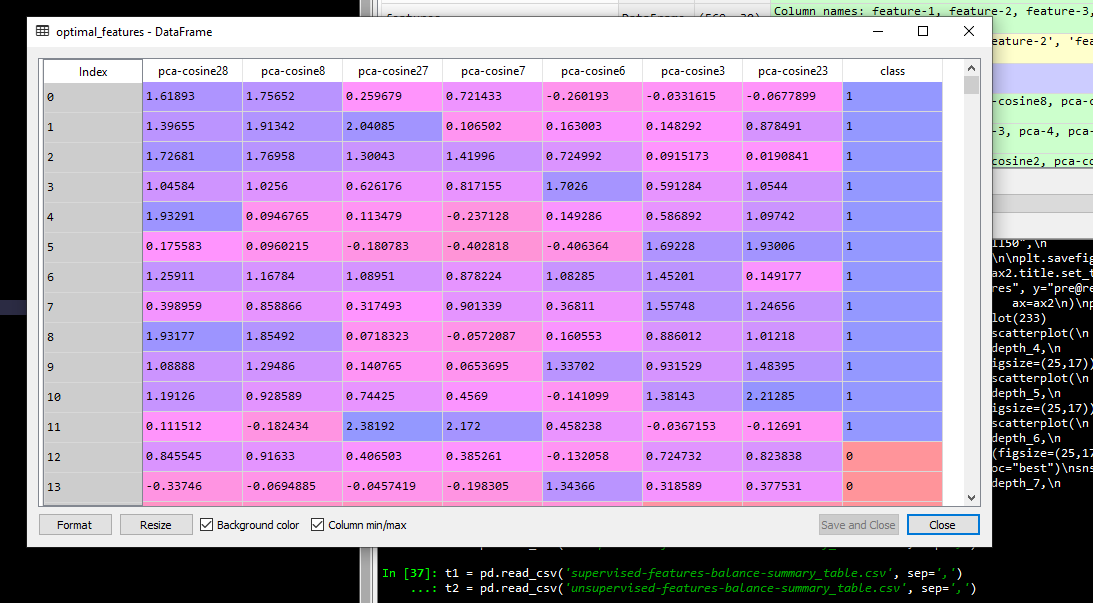 Column names: feature-1, feature-2, feature-3,
optimal_features - DataFrame
eature-2', 'fea
-cosine8, pca-c
-3, pca-4, pca-
cosine2, pca-co
Index pca-cosine28 pca-cosine8 pca-cosine27 pca-cosine7 pca-cosine6 pca-cosine3 pca-cosine23 class
0 1.61893 1.75652 0.259679 0.721433 -0.260193 -0.0331615 -0.0677899 1
1 1.39655 1.91342 2.04085 0.106502 0.163003 0.148292 0.878491 1
2 1.72681 1.76958 1.30043 1.41996 0.724992 0.0915173 0.0190841 1
3 1.04584 1.0256 0.626176 0.817155 1.7026 0.591284 1.0544 1
4 1.93291 0.0946765 0.113479 -0.237128 0.149286 0.586892 1.09742 1
5 0.175583 0.0960215 -0.180783 -0.402818 -0.406364 1.69228 1.93006 1
6 1.25911 1.16784 1.08951 0.878224 1.08285 1.45201 0.149177 1
7 0.398959 0.858866 0.317493 0.901339 0.36811 1.55748 1.24656 1
8 1.93177 1.85492 0.0718323 -0.0572087 0.160553 0.886012 1.01218 1
9 1.08888 1.29486 0.140765 0.0653695 1.33702 0.931529 1.48395 1
10 1.19126 0.928589 0.74425 0.4569 -0.141099 1.38143 2.21285 1
11 0.111512 -0.182434 2.38192 2.172 0.458238 -0.0367153 -0.12691 1
12 0.845545 0.91633 0.406503 0.385261 -0.132058 0.724732 0.823838 0
13 -0.33746 -0.0694885 -0.0457419 -0.198305 1.34366 0.318589 0.377531 0
l150",\n
\n\nplt.savefig
ax2.title.set_t
res", y="pre@re
ax=ax2\n)\np
lot(233)
scatterplot(\n
depth_4,\n
igsize=(25,17))
scatterplot(\n
depth_5,\n
igsize=(25,17))
scatterplot(\n
depth_6,\n
(figsize=(25,17
oc="best")\nsns
depth_7,\n
Format Resize Background color Column min/max Save and Close Close
In [37]: t1 = pd.read_csv('supervised-features-balance-summary_table.csv', sep=',')
...: t2 = pd.read_csv('unsupervised-features-balance-summary_table.csv', sep=',')